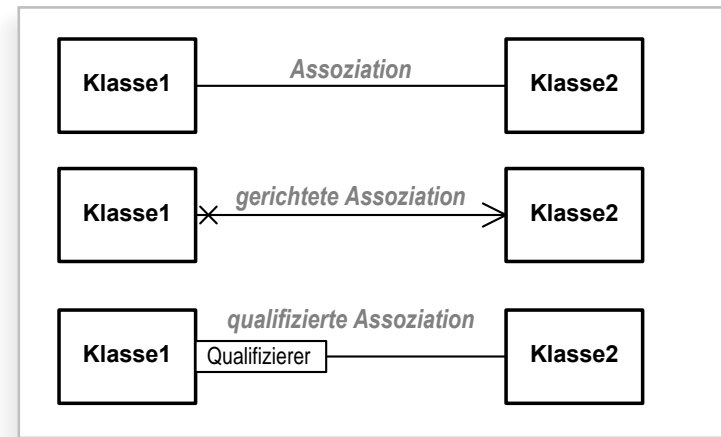 Klasse1 Assoziation Klasse2
Klasse1 gerichtete Assoziation Klasse2
qualifizierte Assoziation
Klasse1 Qualifizierer Klasse2